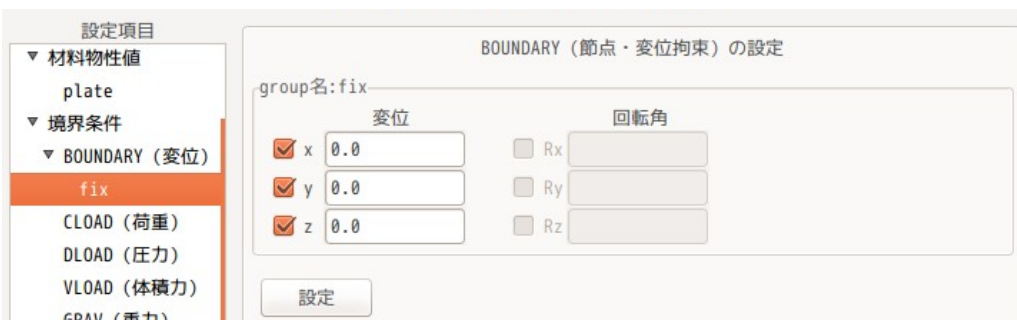 設定項目
▼ 材料物性値
plate
▼ 境界条件
▼ BOUNDARY (変位)
fix
CLOAD (荷重)
DLOAD (圧力)
VLOAD (体積力)
GRAV (重力)
BOUNDARY (節点・変位拘束) の設定
group名:fix
変位 回転角
x 0.0 Rx
y 0.0 Ry
z 0.0 Rz
設定